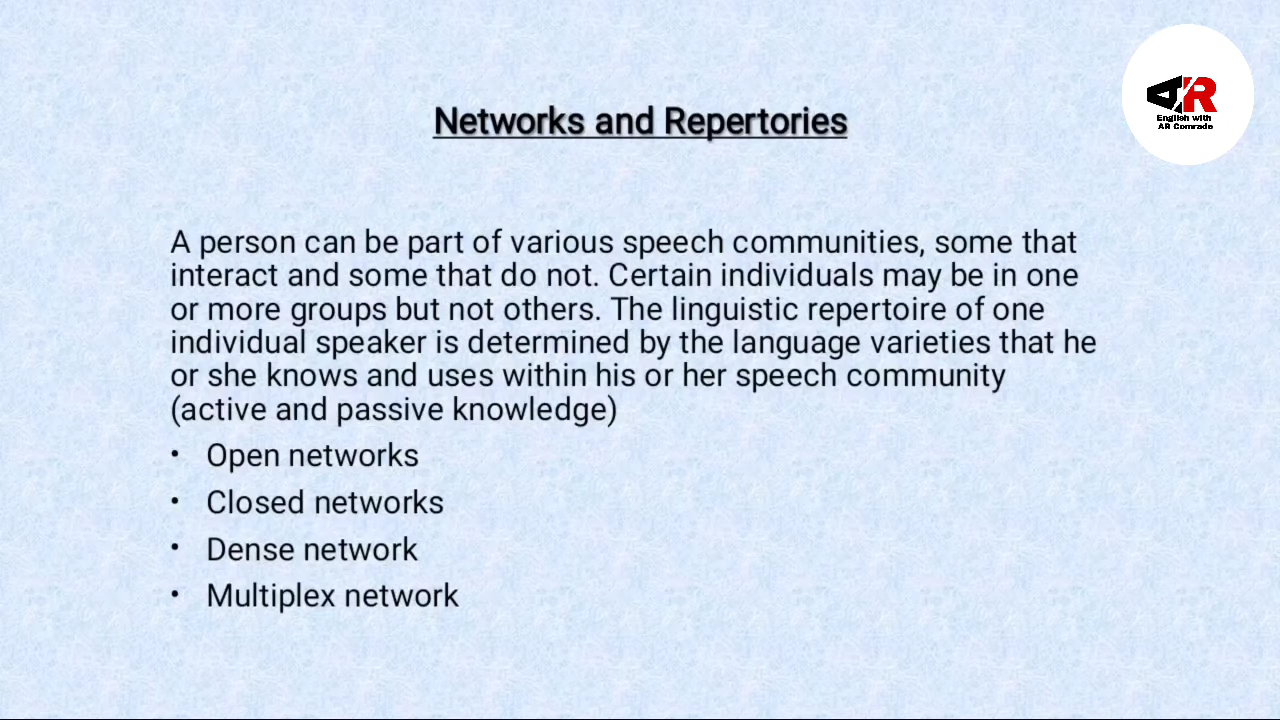 AR
English with
AR Comrade
Networks and Repertories
A person can be part of various speech communities, some that
interact and some that do not. Certain individuals may be in one
or more groups but not others. The linguistic repertoire of one
individual speaker is determined by the language varieties that he
or she knows and uses within his or her speech community
(active and passive knowledge)
• Open networks
• Closed networks
• Dense network
• Multiplex network